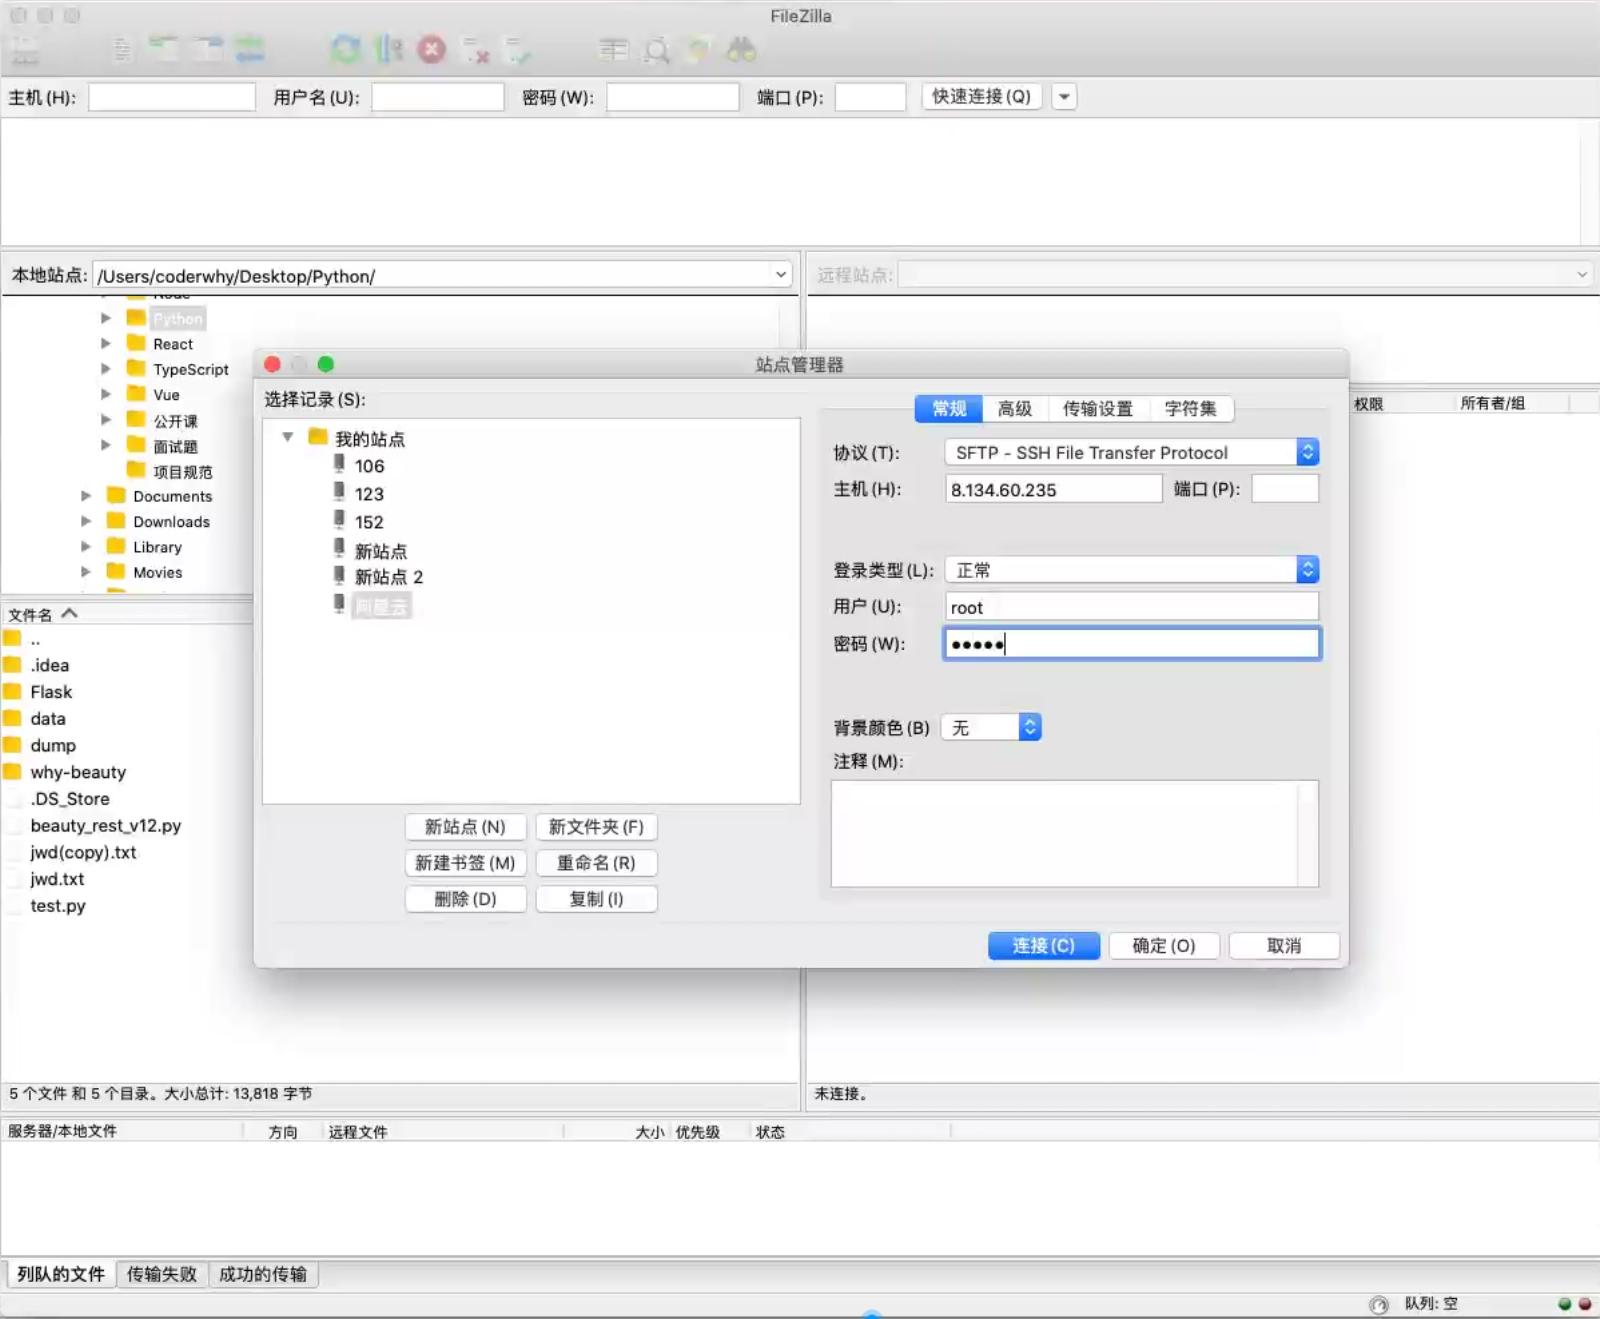 FileZilla
主机(H): 用户名(U): 密码(W): 端口(P): 快速连接(Q)
本地站点: /Users/coderwhy/Desktop/Python/
远程站点:
Node
Python
React
TypeScript
Vue
公开课
面试题
项目规范
Documents
Downloads
Library
Movies
文件名
..
.idea
Flask
data
dump
why-beauty
.DS_Store
beauty_rest_v12.py
jwd(copy).txt
jwd.txt
test.py
5 个文件 和 5 个目录。大小总计: 13,818 字节
权限 所有者/组
未连接。
站点管理器
选择记录(S):
我的站点
106
123
152
新站点
新站点 2
阿里云
新站点(N) 新文件夹(F)
新建书签(M) 重命名(R)
删除(D) 复制(I)
常规 高级 传输设置 字符集
协议(T): SFTP - SSH File Transfer Protocol
主机(H): 8.134.60.235 端口(P):
登录类型(L): 正常
用户(U): root
密码(W): •••••
背景颜色(B) 无
注释(M):
连接(C) 确定(O) 取消
服务器/本地文件 方向 远程文件 大小 优先级 状态
列队的文件 传输失败 成功的传输
队列: 空